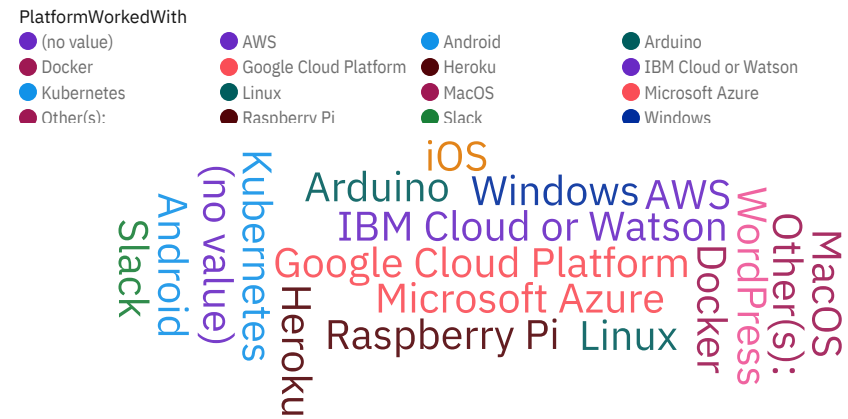 PlatformWorkedWith
(no value) AWS Android Arduino
Docker Google Cloud Platform Heroku IBM Cloud or Watson
Kubernetes Linux MacOS Microsoft Azure
Other(s): Raspberry Pi Slack Windows
iOS
Arduino Windows AWS
IBM Cloud or Watson
Google Cloud Platform
Microsoft Azure
Raspberry Pi Linux
Slack
Android
(no value)
Kubernetes
Heroku
Docker
WordPress
Other(s):
MacOS